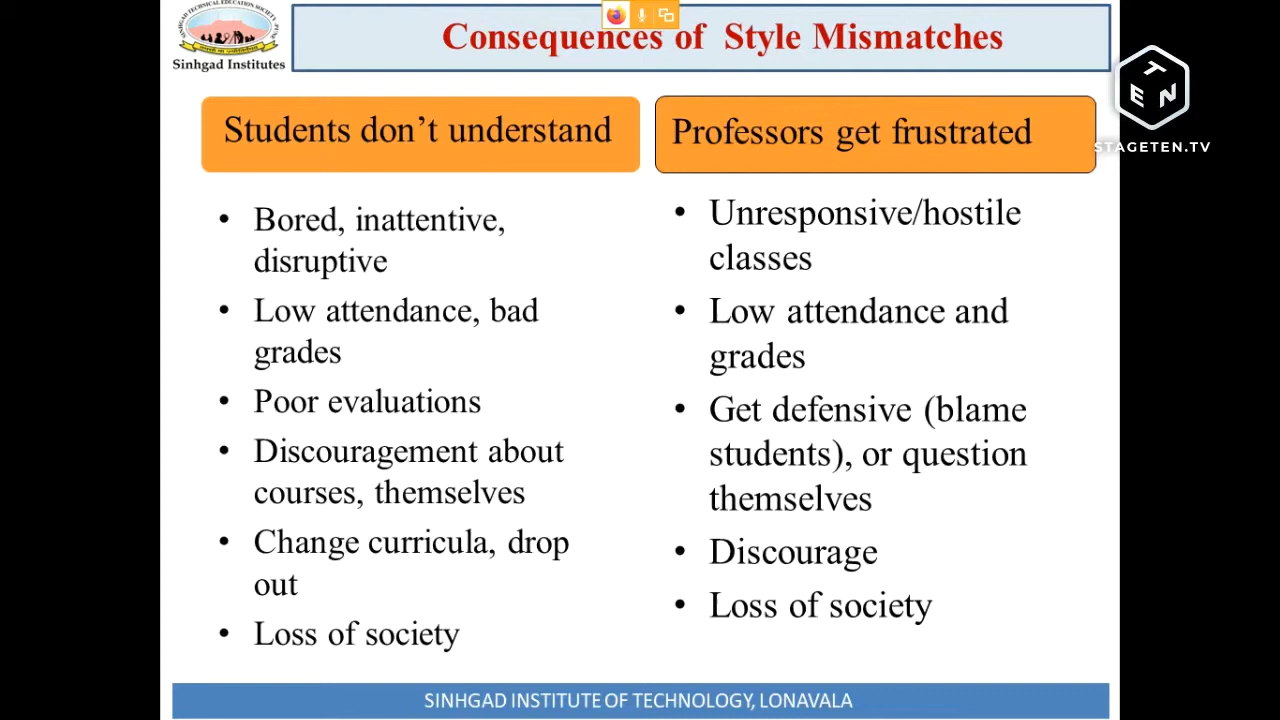 Sinhgad Institutes
Consequences of Style Mismatches
T
E N
STAGETEN.TV
Students don’t understand
• Bored, inattentive,
disruptive
• Low attendance, bad
grades
• Poor evaluations
• Discouragement about
courses, themselves
• Change curricula, drop
out
• Loss of society
Professors get frustrated
• Unresponsive/hostile
classes
• Low attendance and
grades
• Get defensive (blame
students), or question
themselves
• Discourage
• Loss of society
SINHGAD INSTITUTE OF TECHNOLOGY, LONAVALA